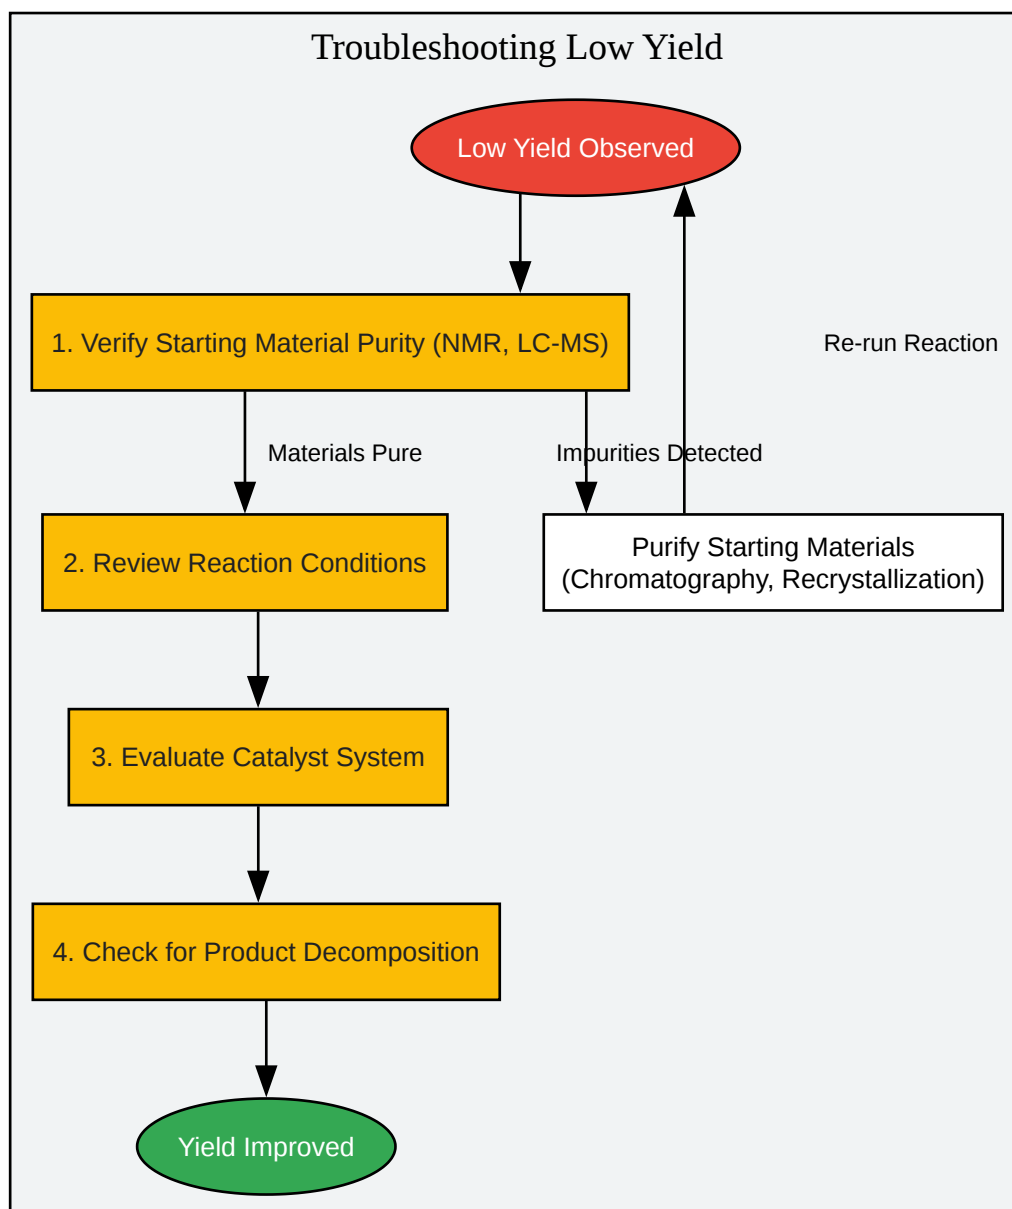 Troubleshooting Low Yield
Low Yield Observed
1. Verify Starting Material Purity (NMR, LC-MS)
Re-run Reaction
Materials Pure
Impurities Detected
2. Review Reaction Conditions
Purify Starting Materials
(Chromatography, Recrystallization)
3. Evaluate Catalyst System
4. Check for Product Decomposition
Yield Improved